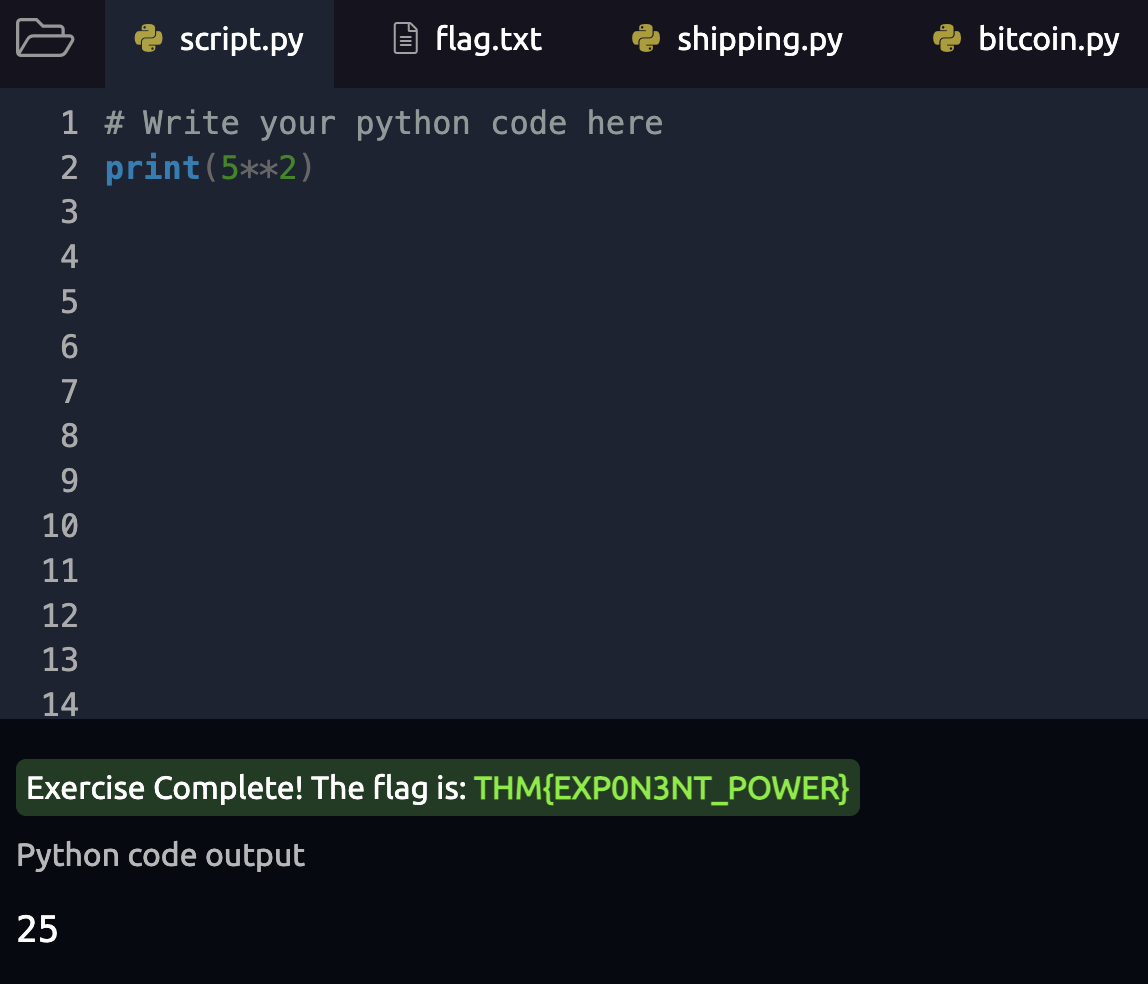 script.py flag.txt shipping.py bitcoin.py
1 # Write your python code here
2 print(5**2)
3
4
5
6
7
8
9
10
11
12
13
14
Exercise Complete! The flag is: THM{EXP0N3NT_POWER}
Python code output
25